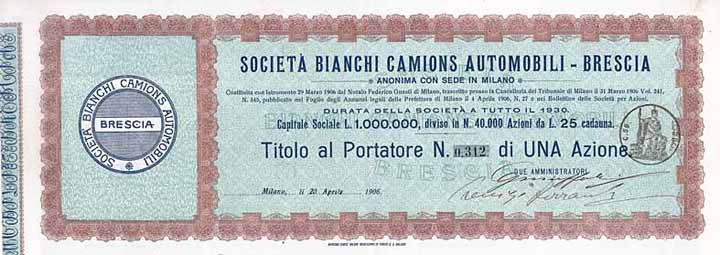 SOCIETÀ BIANCHI CAMIONS AUTOMOBILI
BRESCIA
SOCIETÀ BIANCHI CAMIONS AUTOMOBILI - BRESCIA
ANONIMA CON SEDE IN MILANO
Costituita con Istromento 29 Marzo 1906 del Notaio Federico Guasti di Milano, trascritto presso la Cancelleria del Tribunale di Milano il 31 Marzo 1906 Vol. 241,
N. 345, pubblicato nel Foglio degli Annunzi legali della Prefettura di Milano il 4 Aprile 1906, N. 27 e nel Bollettino delle Società per Azioni.
DURATA DELLA SOCIETÀ A TUTTO IL 1930.
Capitale Sociale L. 1.000.000, diviso in N. 40.000 Azioni da L. 25 cadauna.
Titolo al Portatore N. 0.312 di UNA Azione
BRESCIA
DUE AMMINISTRATORI
Milano, li 20 Aprile 1906.